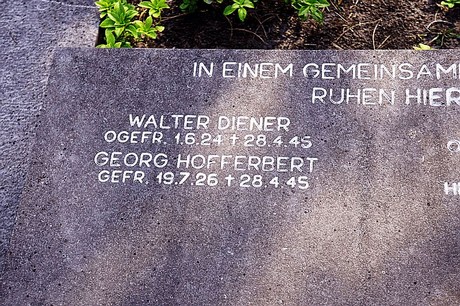 IN EINEM GEMEINSAM
RUHEN HIER
WALTER DIENER
OGEFR. 1.6.24 † 28.4.45
GEORG HOFFERBERT
GEFR. 19.7.26 † 28.4.45